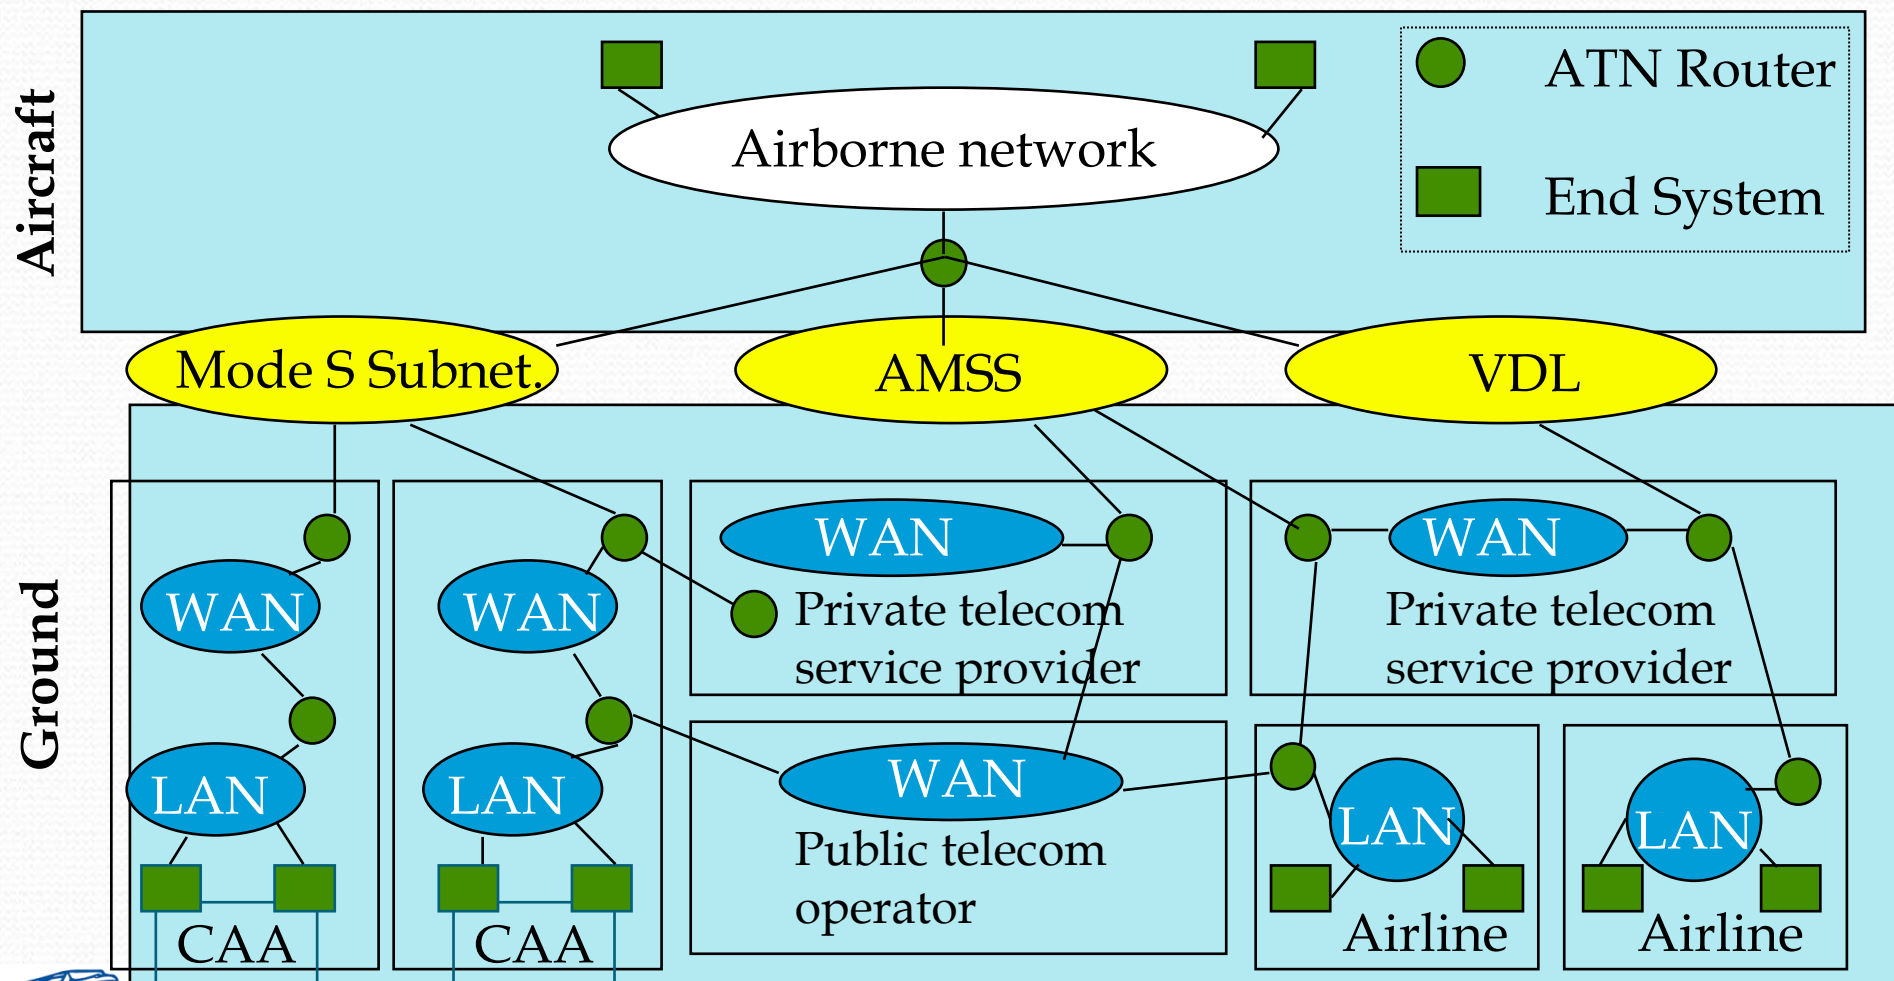 Aircraft
Airborne network
ATN Router
End System
Mode S Subnet.
AMSS
VDL
Ground
WAN
LAN
CAA
WAN
LAN
CAA
WAN
Private telecom
service provider
WAN
Private telecom
service provider
WAN
Public telecom
operator
LAN
Airline
LAN
Airline